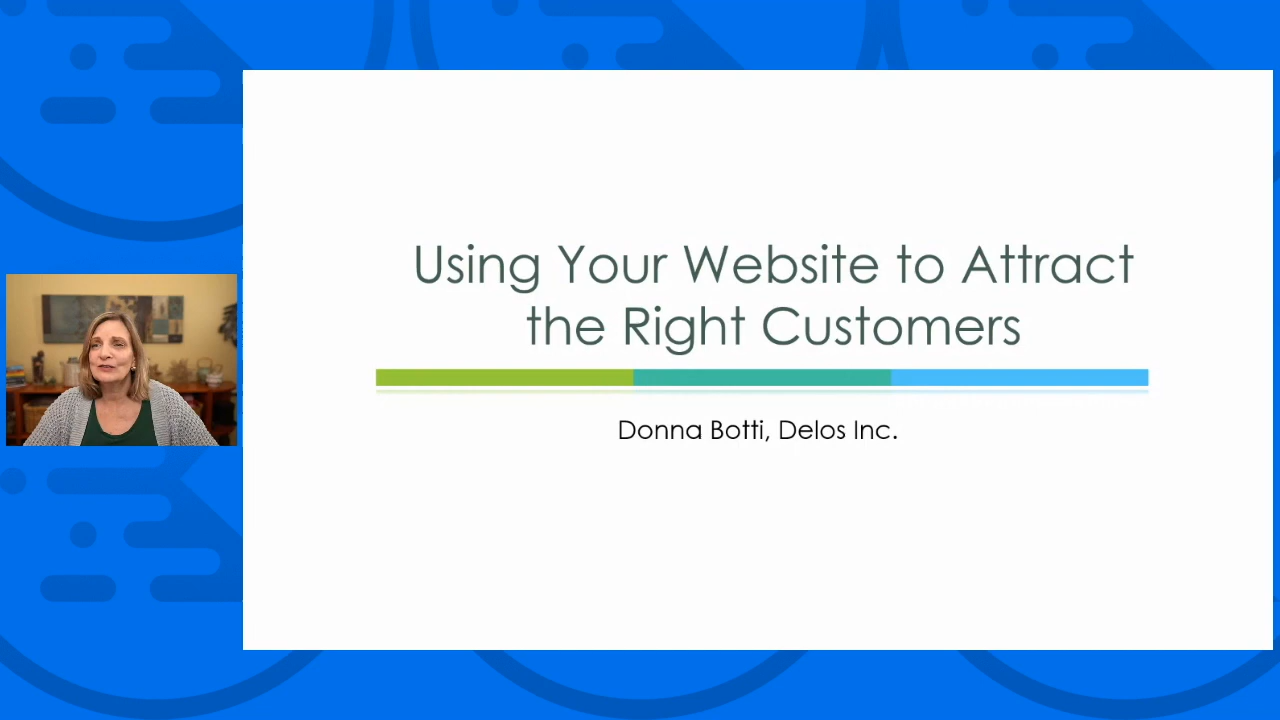 Using Your Website to Attract
the Right Customers
Donna Botti, Delos Inc.